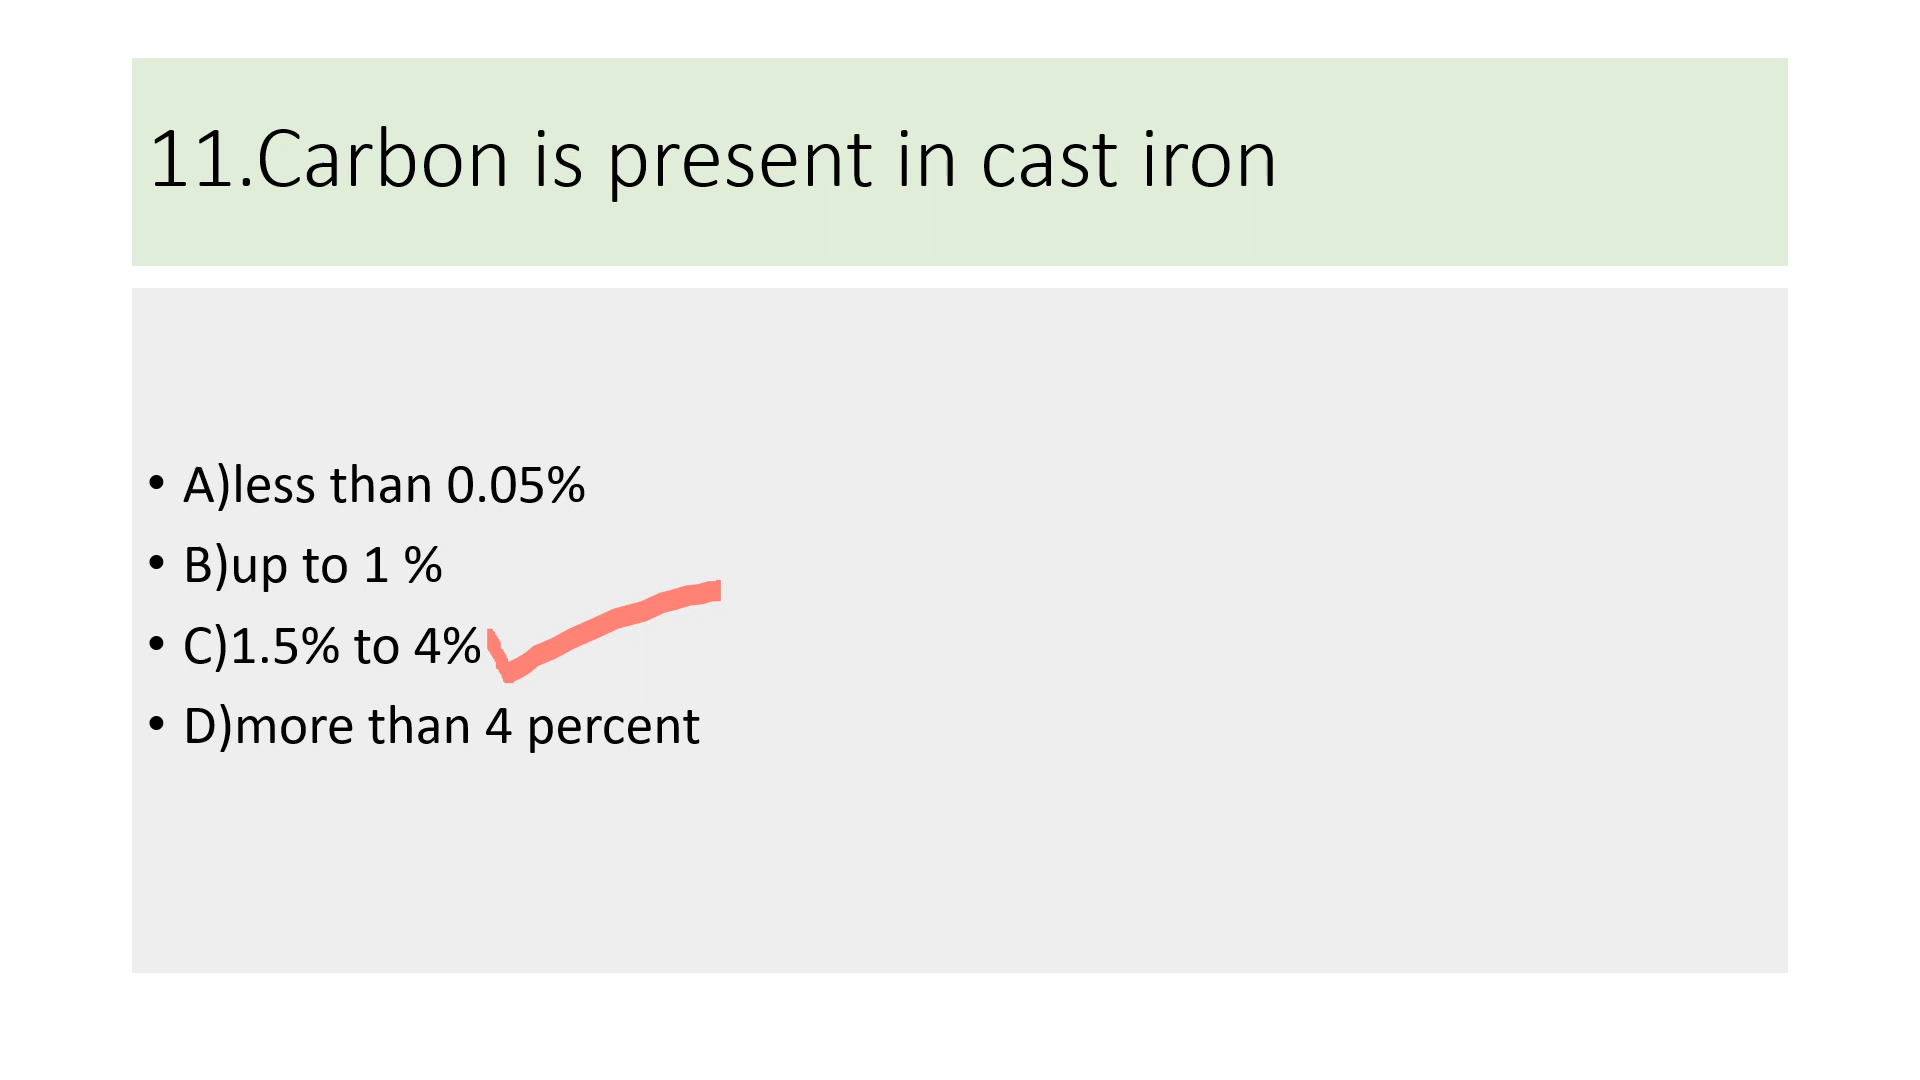 11.Carbon is present in cast iron
• A)less than 0.05%
• B)up to 1 %
• C)1.5% to 4%
• D)more than 4 percent